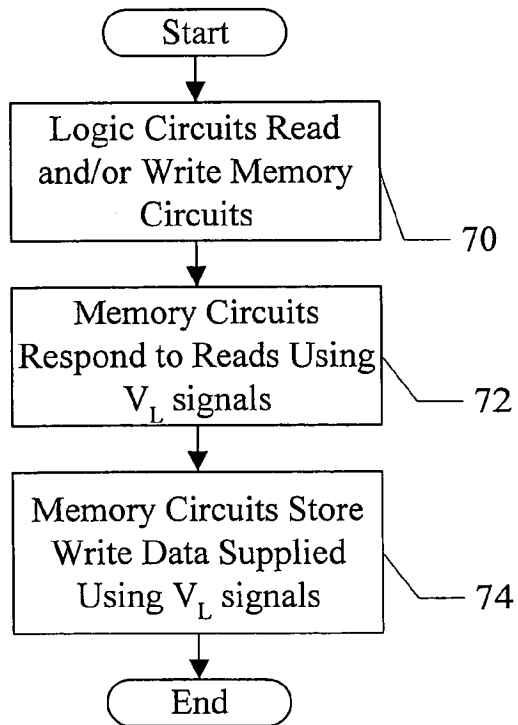 Start
Logic Circuits Read
and/or Write Memory
Circuits
70
Memory Circuits
Respond to Reads Using
V_L signals
72
Memory Circuits Store
Write Data Supplied
Using V_L signals
74
End